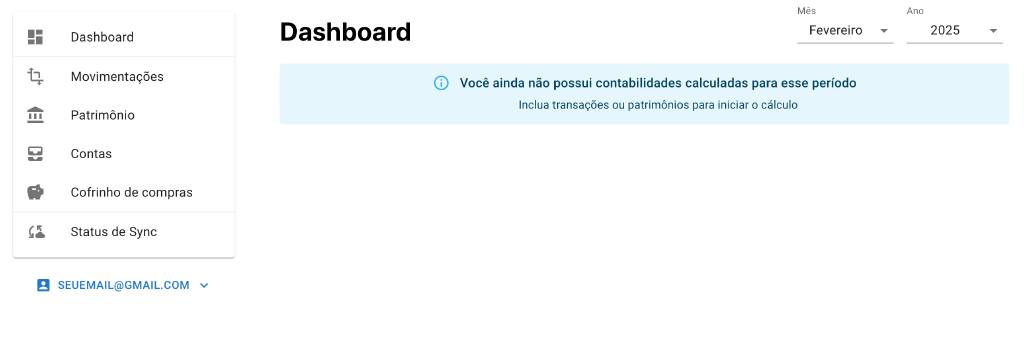 Dashboard
Movimentações
Patrimônio
Contas
Cofrinho de compras
Status de Sync
SEUEMAIL@GMAIL.COM
Dashboard
Mês
Fevereiro
Ano
2025
Você ainda não possui contabilidades calculadas para esse período
Inclua transações ou patrimônios para iniciar o cálculo